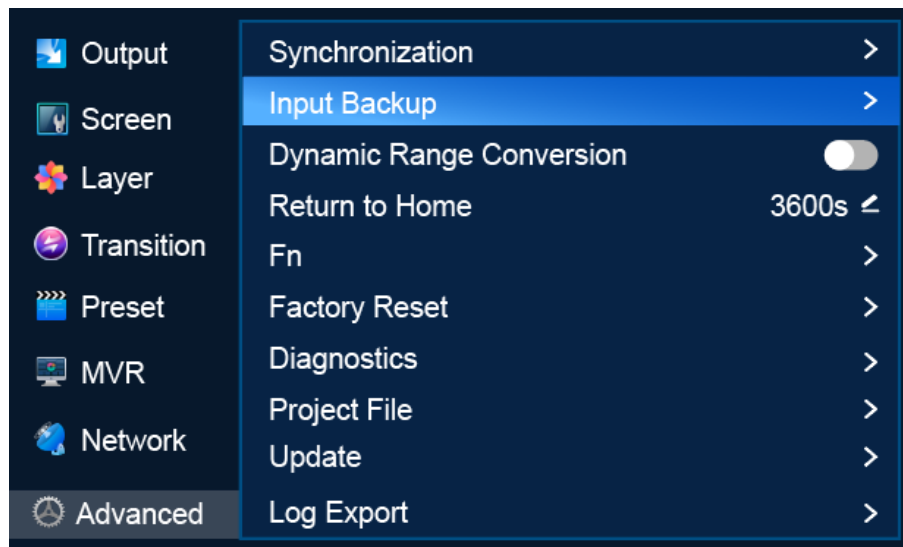 Output
Screen
Layer
Transition
Preset
MVR
Network
Advanced
Synchronization
Input Backup
Dynamic Range Conversion
Return to Home 3600s
Fn
Factory Reset
Diagnostics
Project File
Update
Log Export